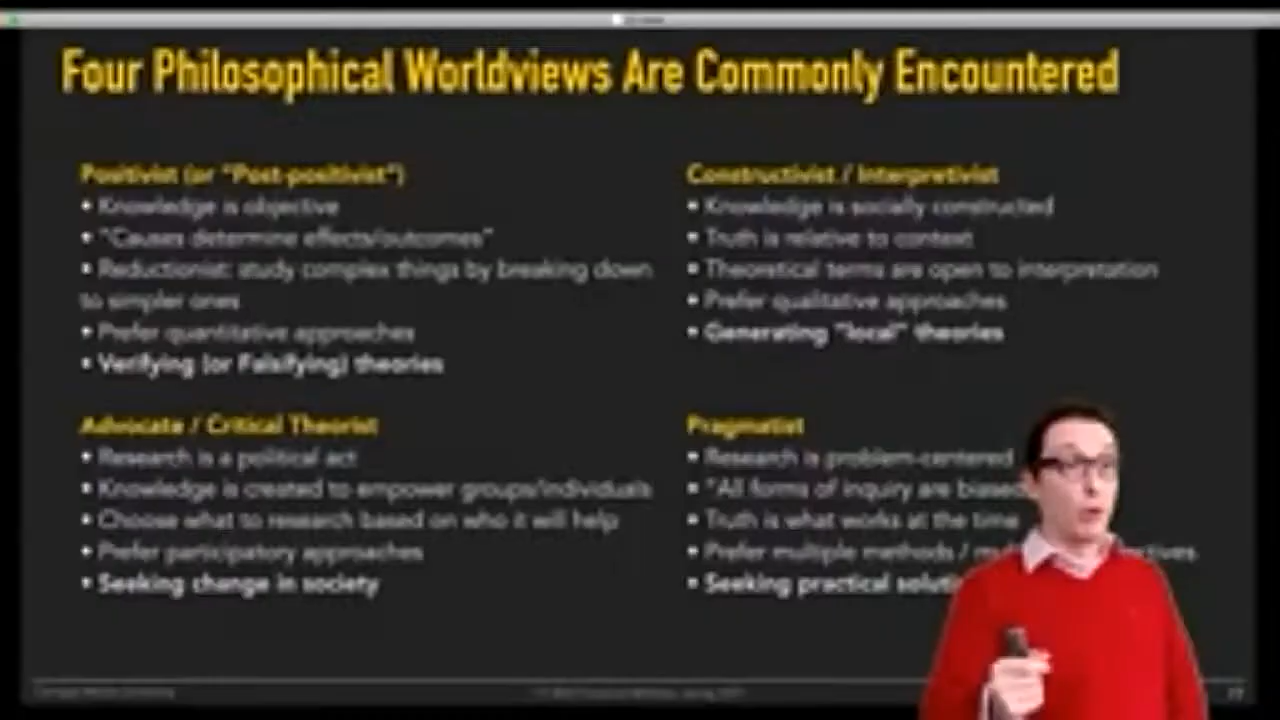 Four Philosophical Worldviews Are Commonly Encountered
Positivist (or "Post-positivist")
• Knowledge is objective
• "Causes determine effects/outcomes"
• Reductionist: study complex things by breaking down
to simpler ones
• Prefer quantitative approaches
• Verifying (or Falsifying) theories
Constructivist / Interpretivist
• Knowledge is socially constructed
• Truth is relative to context
• Theoretical terms are open to interpretation
• Prefer qualitative approaches
• Generating "local" theories
Advocate / Critical Theorist
• Research is a political act
• Knowledge is created to empower groups/individuals
• Choose what to research based on who it will help
• Prefer participatory approaches
• Seeking change in society
Pragmatist
• Research is problem-centered
• "All forms of inquiry are biased
• Truth is what works at the time
• Prefer multiple methods /
• Seeking practical
Carnegie Mellon University